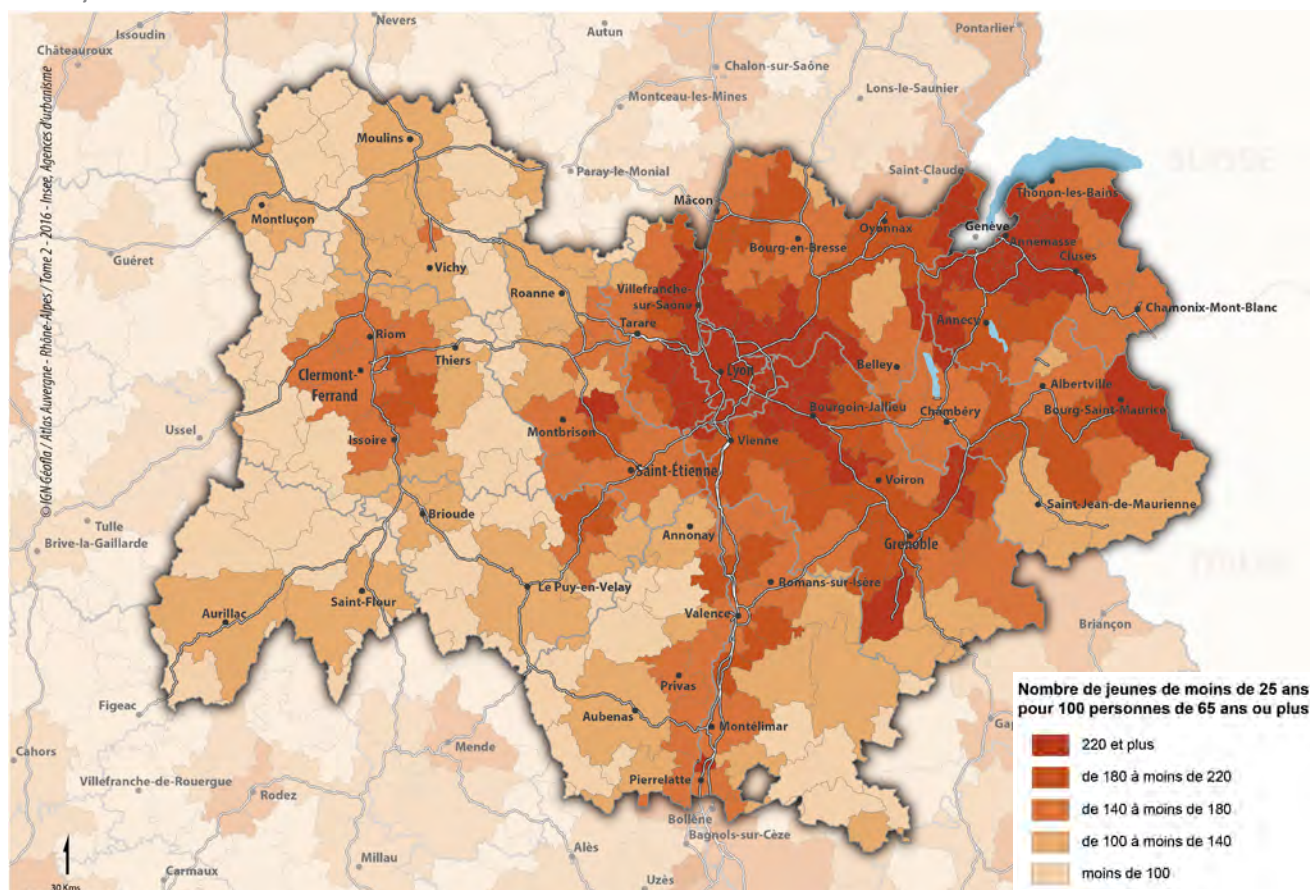 Nevers
Issoudin
Autun
Pontarlier
Châteauroux
Chalon-sur-Saône
Lons-le-Saunier
Montceau-les-Mines
Moulins
SUISSE
Paray-le-Monial
Saint-Claude
Thonon-les-Bains
Mâcon
Montluçon
Oyonnax
Genève
Annemasse
Bourg-en-Bresse
Cluses
Guéret
Vichy
Roanne
Villefranche-
sur-Saône
Chamonix-Mont-Blanc
Annecy
Tarare
Riom
Thiers
Clermont-
Ferrand
Lyon
Belley
Albertville
Bourg-Saint-Maurice
Bourgoin-Jallieu
Chambéry
Montbrison
Ussel
Issoire
Vienne
Saint-Étienne
Voiron
Saint-Jean-de-Maurienne
Brioude
Tulle
Annonay
Grenoble
Brive-la-Gaillarde
Le Puy-en-Velay
Romans-sur-Isère
Saint-Flour
Aurillac
Valence
Briançon
Privas
Figeac
Aubenas
Montélimar
Mende
Cahors
Villefranche-de-Rouergue
Rodez
Pierrelatte
Bollène
Bagnols-sur-Cèze
Alès
Millau
Carmaux
Uzès
30 Kms
© IGN Géofla / Atlas Auvergne - Rhône-Alpes / Tome 2 - 2016 - Insee, Agences d'urbanisme
Nombre de jeunes de moins de 25 ans
pour 100 personnes de 65 ans ou plus
220 et plus
de 180 à moins de 220
de 140 à moins de 180
de 100 à moins de 140
moins de 100